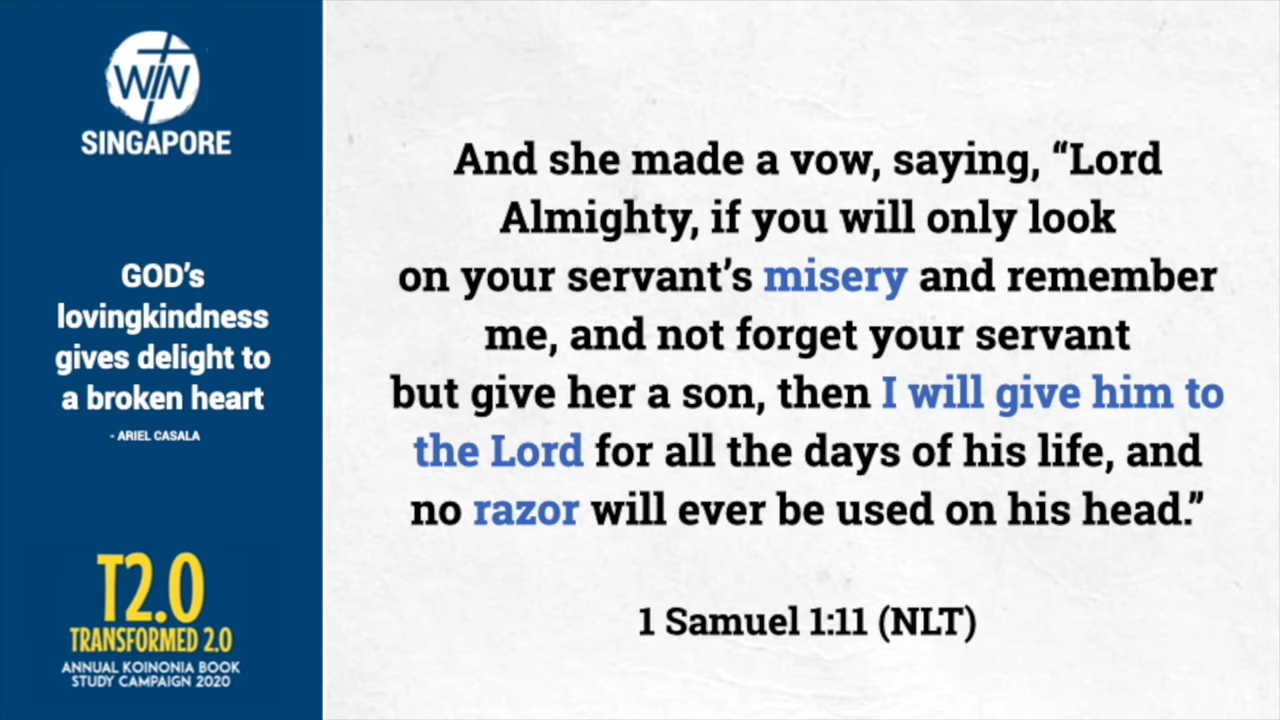 WIN
SINGAPORE
GOD's
lovingkindness
gives delight to
a broken heart
- ARIEL CASALA
T2.0
TRANSFORMED 2.0
ANNUAL KOINONIA BOOK
STUDY CAMPAIGN 2020
And she made a vow, saying, “Lord
Almighty, if you will only look
on your servant’s misery and remember
me, and not forget your servant
but give her a son, then I will give him to
the Lord for all the days of his life, and
no razor will ever be used on his head.”
1 Samuel 1:11 (NLT)